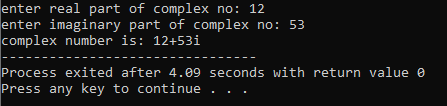 enter real part of complex no: 12
enter imaginary part of complex no: 53
complex number is: 12+53i
--------------------------------
Process exited after 4.09 seconds with return value 0
Press any key to continue . . .